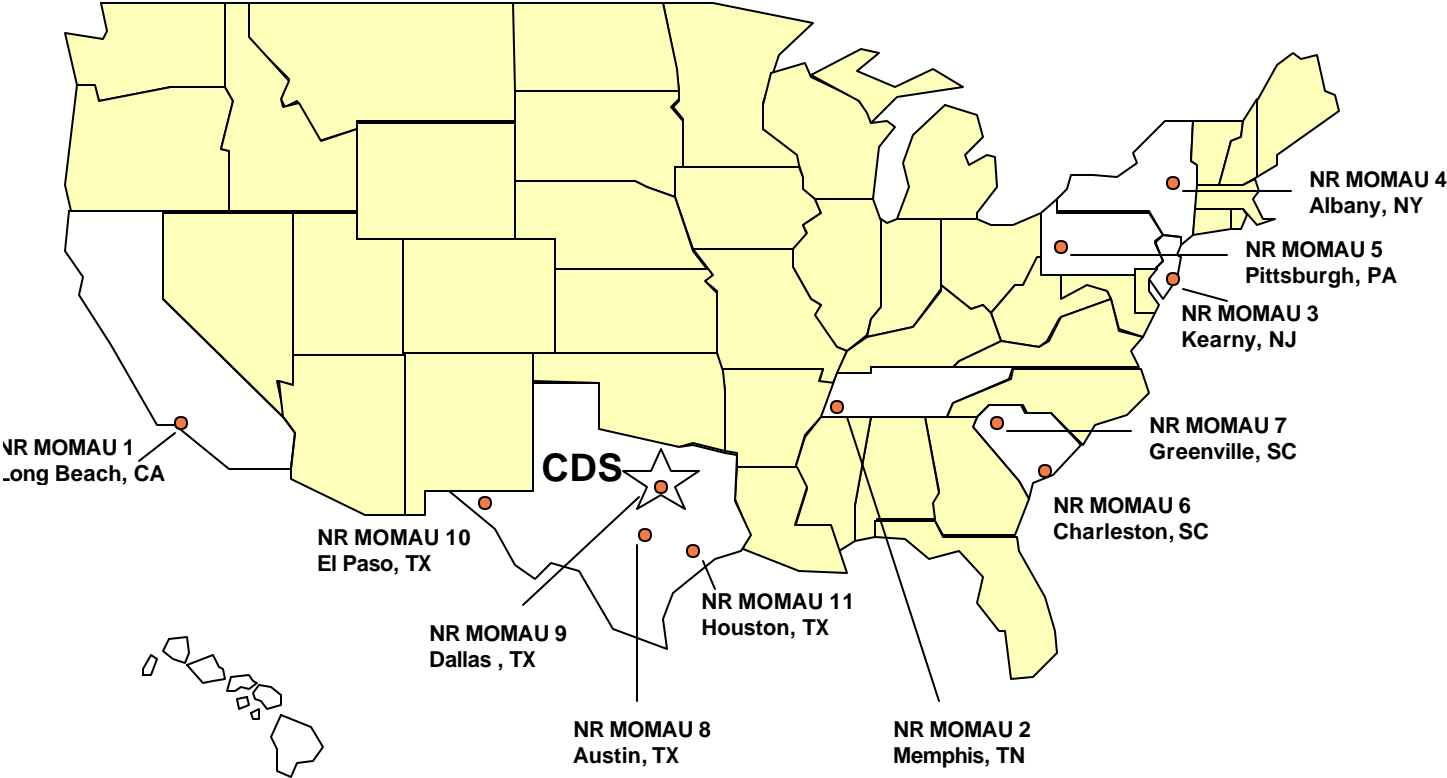 NR MOMAU 4
Albany, NY
NR MOMAU 5
Pittsburgh, PA
NR MOMAU 3
Kearny, NJ
NR MOMAU 7
Greenville, SC
NR MOMAU 1
Long Beach, CA
CDS
NR MOMAU 6
Charleston, SC
NR MOMAU 10
El Paso, TX
NR MOMAU 11
Houston, TX
NR MOMAU 9
Dallas , TX
NR MOMAU 8
Austin, TX
NR MOMAU 2
Memphis, TN